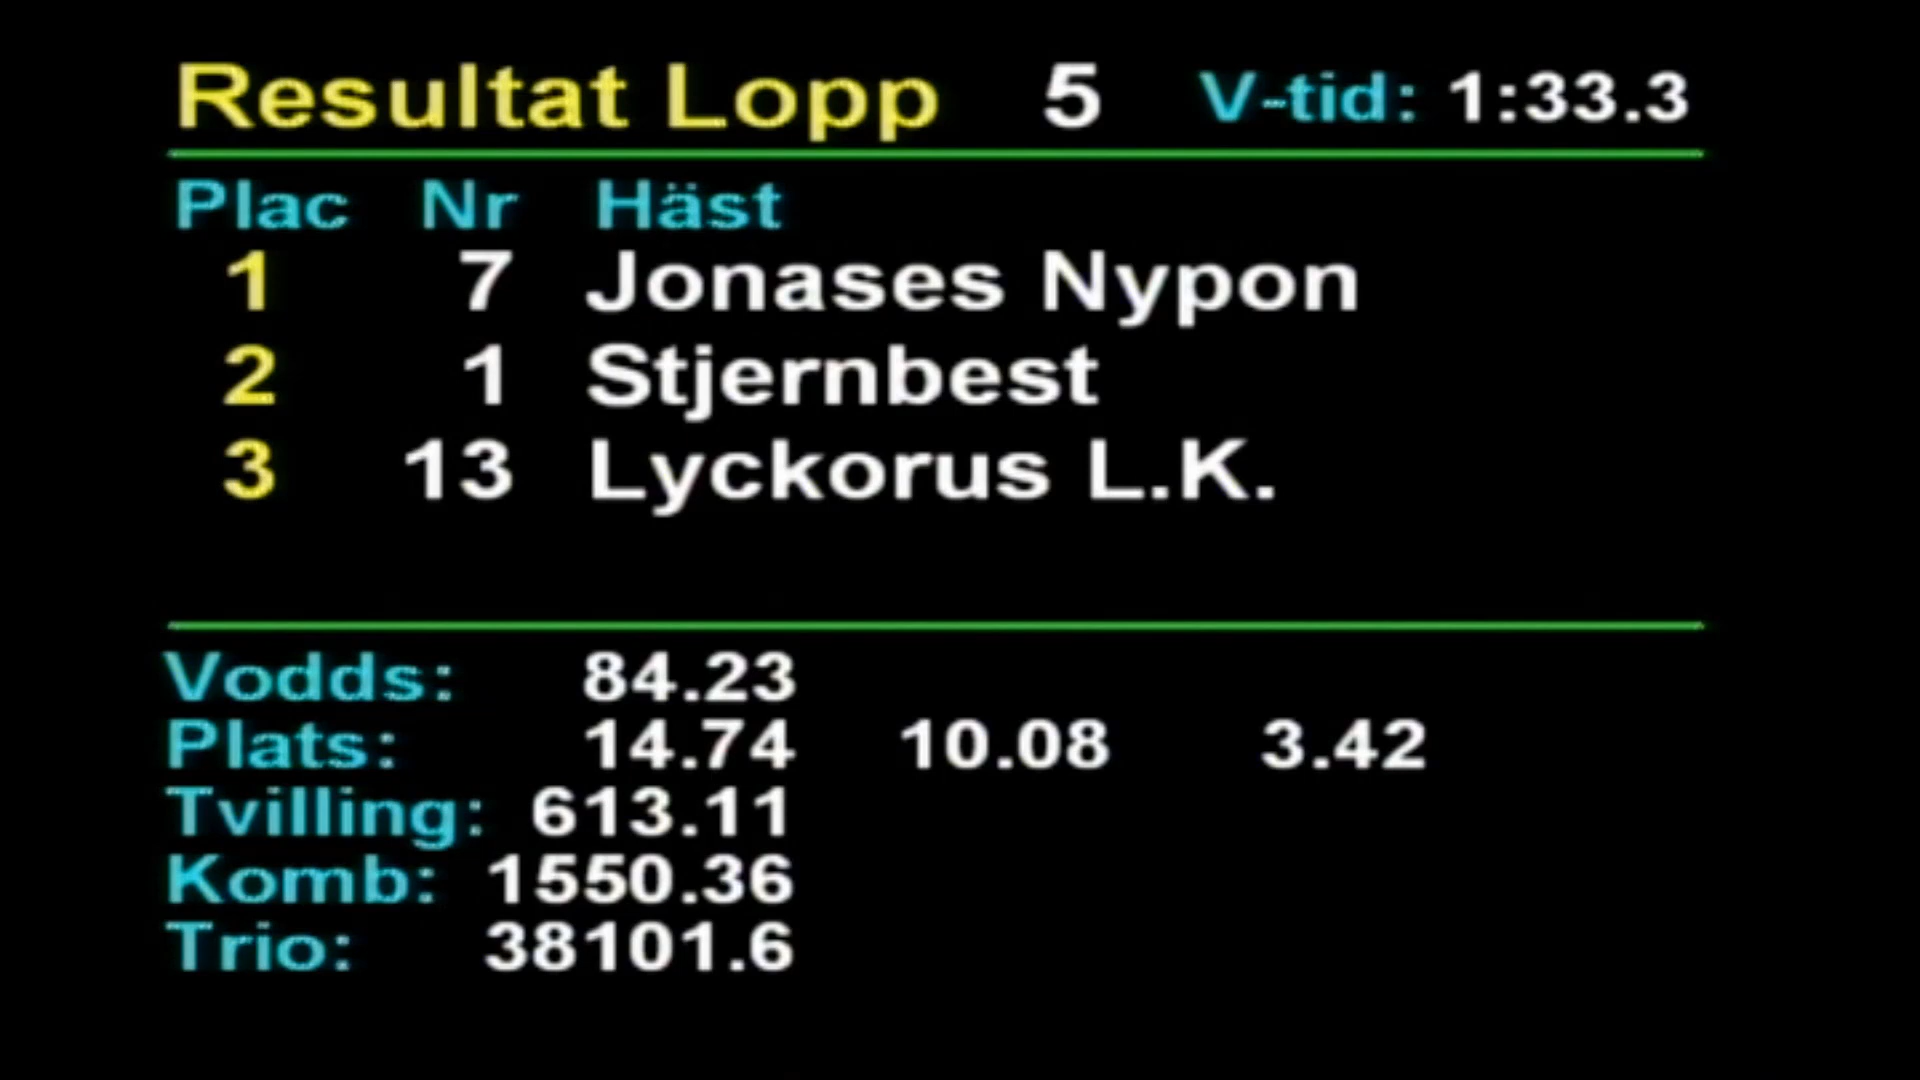 Resultat Lopp 5 V-tid: 1:33.3
Plac Nr Häst
1 7 Jonases Nypon
2 1 Stjernbest
3 13 Lyckorus L.K.
Vodds: 84.23
Plats: 14.74 10.08 3.42
Tvilling: 613.11
Komb: 1550.36
Trio: 38101.6